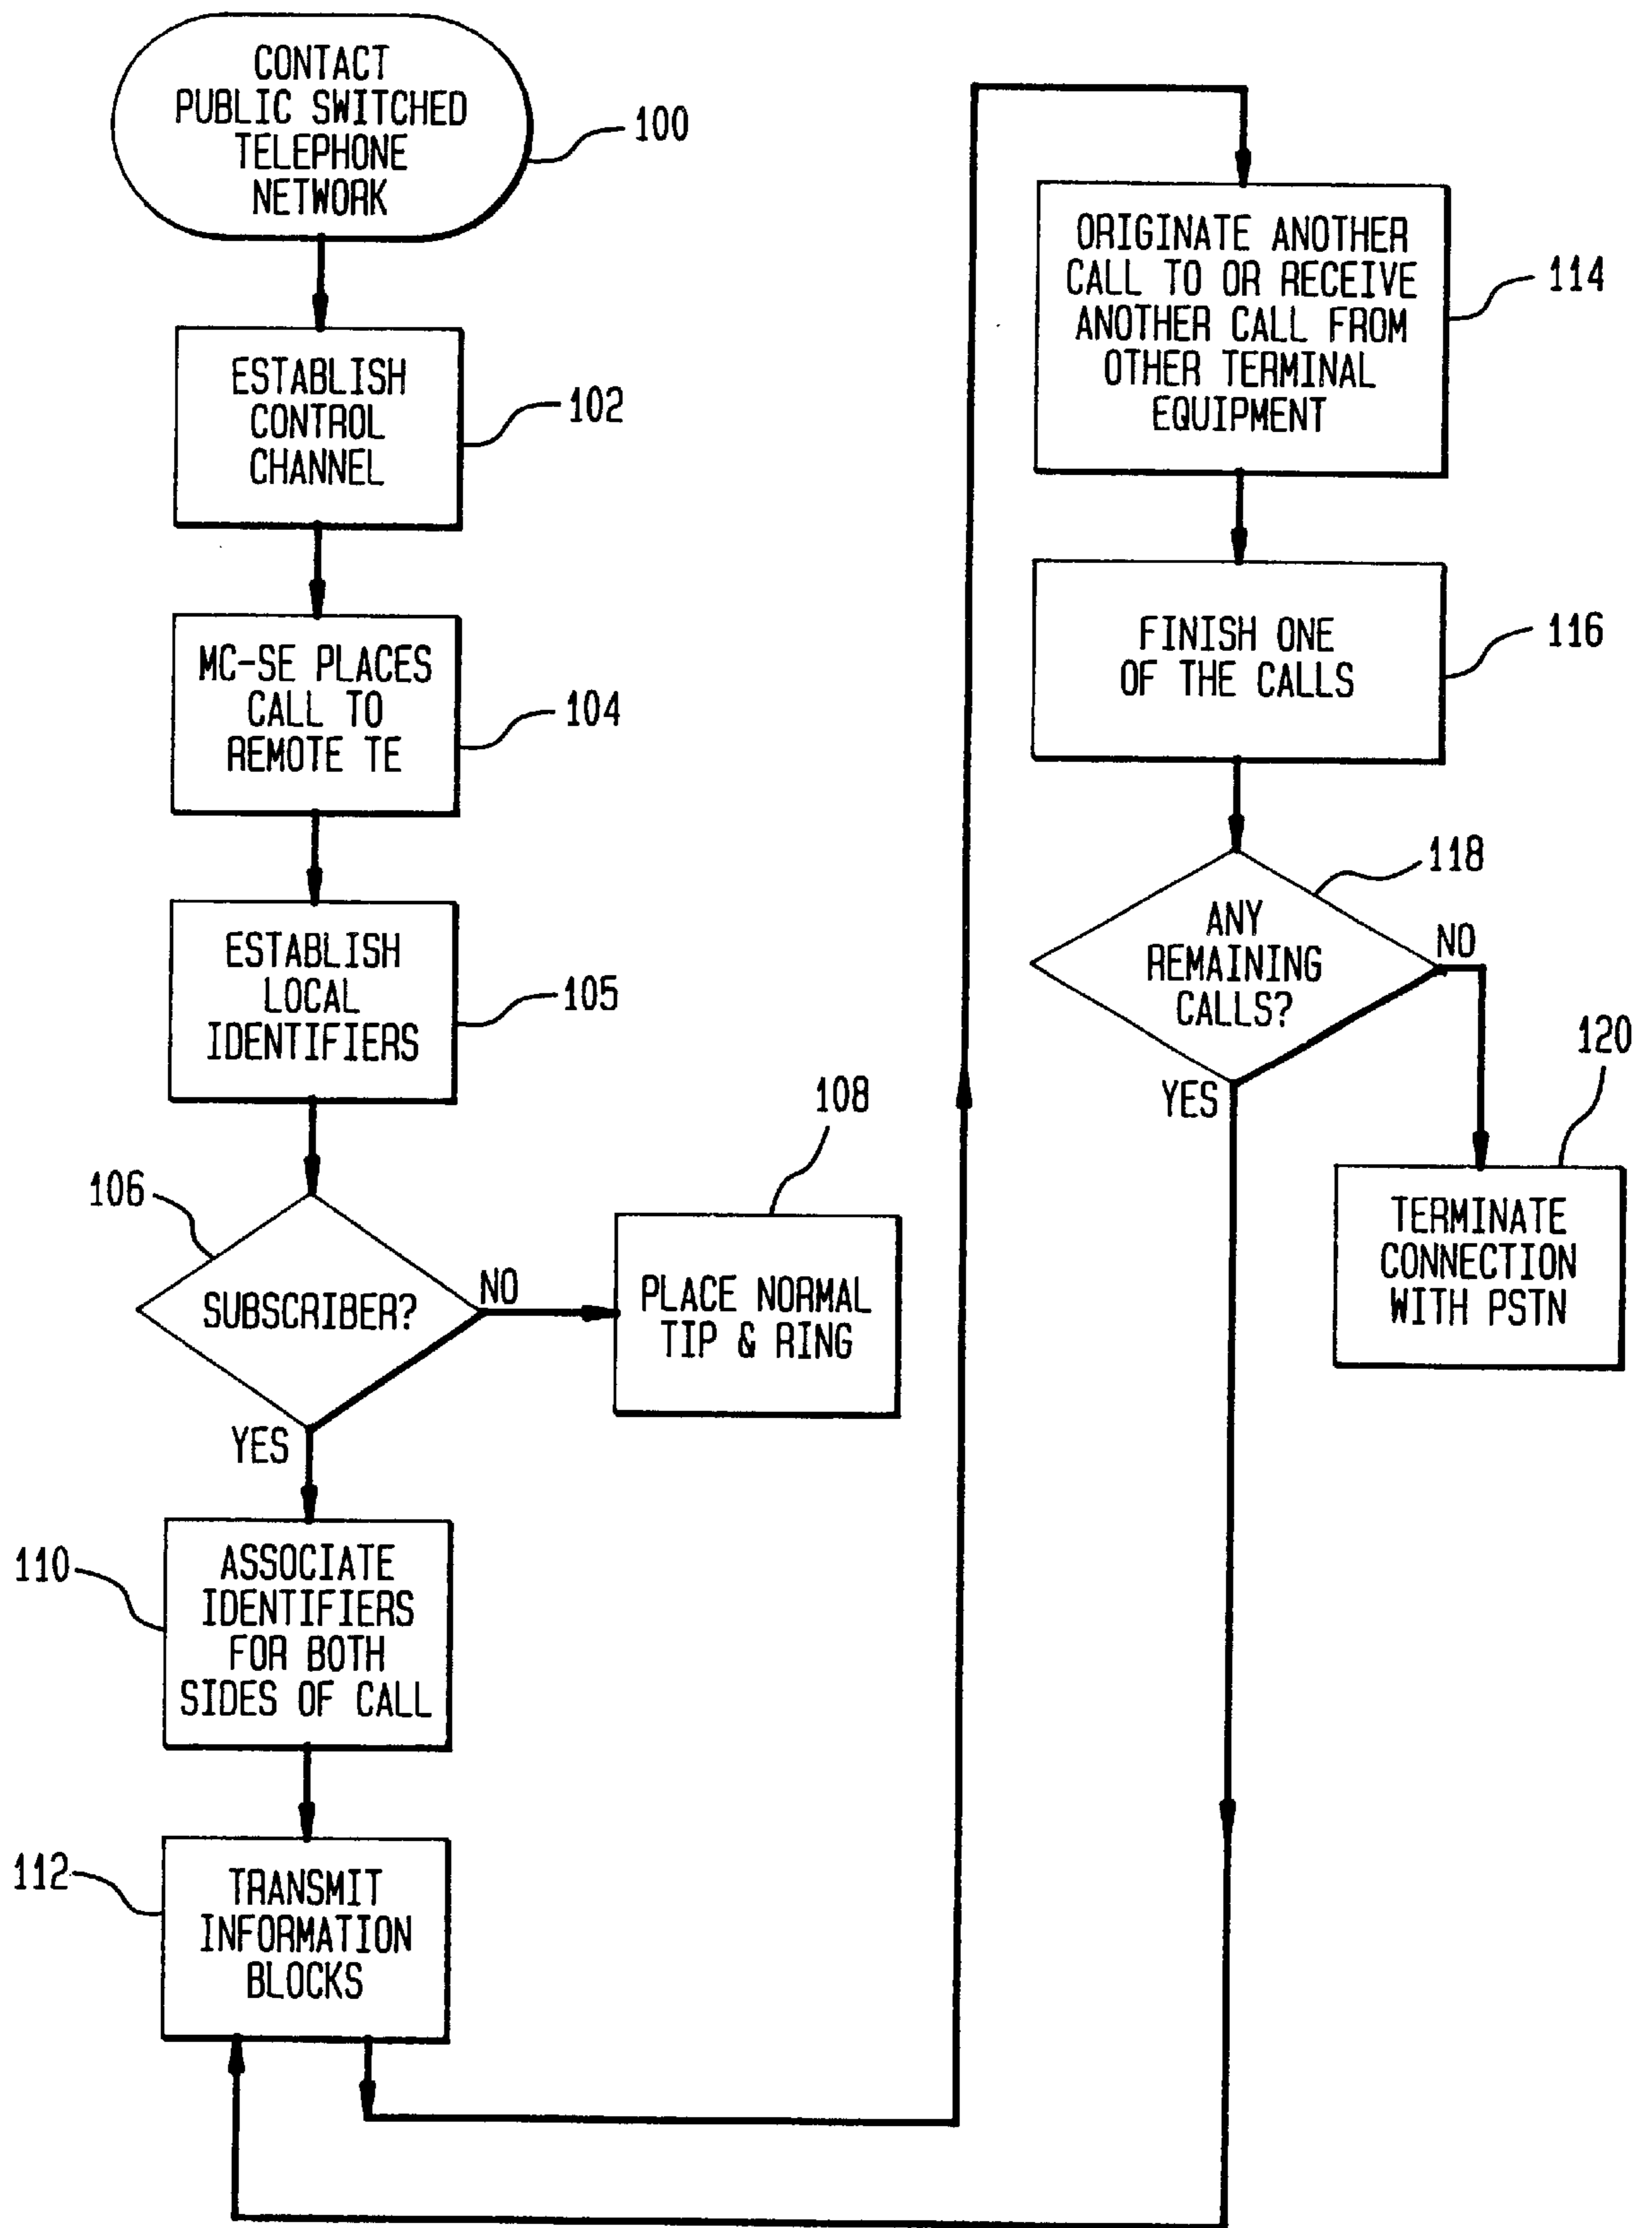 CONTACT
PUBLIC SWITCHED
TELEPHONE
NETWORK
100
ESTABLISH
CONTROL
CHANNEL
102
MC-SE PLACES
CALL TO
REMOTE TE
104
ESTABLISH
LOCAL
IDENTIFIERS
105
106
SUBSCRIBER?
NO
YES
108
PLACE NORMAL
TIP & RING
110
ASSOCIATE
IDENTIFIERS
FOR BOTH
SIDES OF CALL
112
TRANSMIT
INFORMATION
BLOCKS
ORIGINATE ANOTHER
CALL TO OR RECEIVE
ANOTHER CALL FROM
OTHER TERMINAL
EQUIPMENT
114
FINISH ONE
OF THE CALLS
116
118
ANY
REMAINING
CALLS?
NO
YES
120
TERMINATE
CONNECTION
WITH PSTN